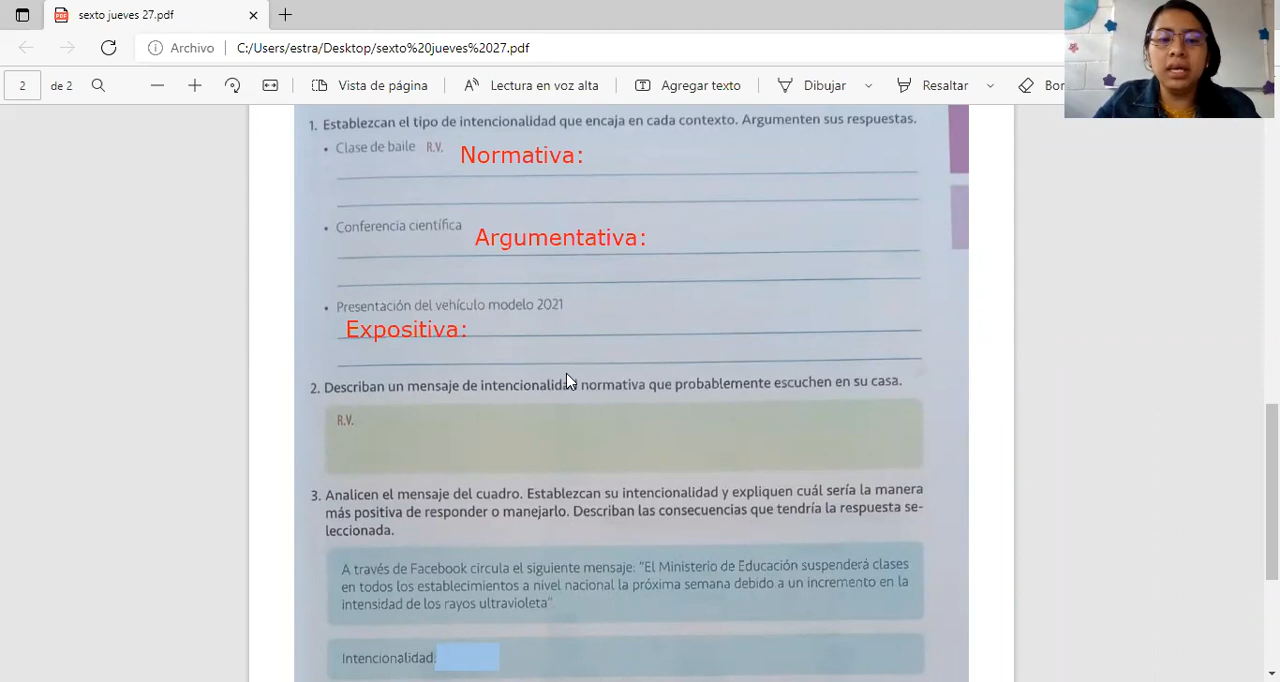 sexto jueves 27.pdf
Archivo C:/Users/estra/Desktop/sexto%20jueves%2027.pdf
2 de 2 Vista de página Lectura en voz alta Agregar texto Dibujar Resaltar
1. Establezcan el tipo de intencionalidad que encaja en cada contexto. Argumenten sus respuestas.
• Clase de baile R.V. Normativa:
• Conferencia científica Argumentativa:
• Presentación del vehículo modelo 2021
Expositiva:
2. Describan un mensaje de intencionalidad normativa que probablemente escuchen en su casa.
R.V.
3. Analicen el mensaje del cuadro. Establezcan su intencionalidad y expliquen cuál sería la manera
más positiva de responder o manejarlo. Describan las consecuencias que tendría la respuesta se-
leccionada.
A través de Facebook circula el siguiente mensaje: "El Ministerio de Educación suspenderá clases
en todos los establecimientos a nivel nacional la próxima semana debido a un incremento en la
intensidad de los rayos ultravioleta"
Intencionalidad: